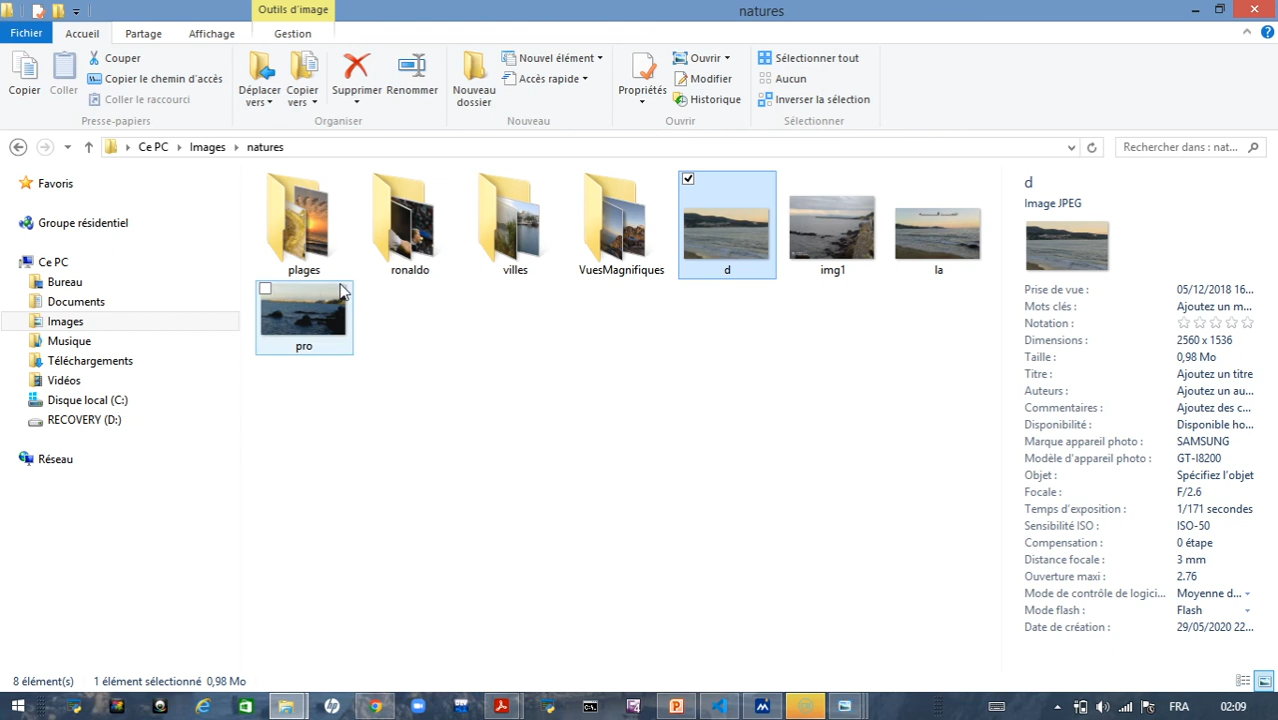 Outils d'image
natures
Fichier
Accueil
Partage
Affichage
Gestion
Copier
Coller
Couper
Copier le chemin d'accès
Coller le raccourci
Presse-papiers
Déplacer vers
Copier vers
Supprimer
Renommer
Organiser
Nouveau dossier
Nouvel élément
Accès rapide
Nouveau
Propriétés
Ouvrir
Modifier
Historique
Ouvrir
Sélectionner tout
Aucun
Inverser la sélection
Sélectionner
Ce PC
Images
natures
Rechercher dans : nat...
Favoris
Groupe résidentiel
Ce PC
Bureau
Documents
Images
Musique
Téléchargements
Vidéos
Disque local (C:)
RECOVERY (D:)
Réseau
plages
ronaldo
villes
VuesMagnifiques
d
img1
la
pro
d
Image JPEG
Prise de vue : 05/12/2018 16...
Mots clés : Ajoutez un m...
Notation :
Dimensions : 2560 x 1536
Taille : 0,98 Mo
Titre : Ajoutez un titre
Auteurs : Ajoutez un au...
Commentaires : Ajoutez des c...
Disponibilité : Disponible ho...
Marque appareil photo : SAMSUNG
Modèle d'appareil photo : GT-I8200
Objet : Spécifiez l'objet
Focale : F/2.6
Temps d'exposition : 1/171 secondes
Sensibilité ISO : ISO-50
Compensation : 0 étape
Distance focale : 3 mm
Ouverture maxi : 2.76
Mode de contrôle de logici... Moyenne d...
Mode flash : Flash
Date de création : 29/05/2020 22...
8 élément(s)
1 élément sélectionné 0,98 Mo
FRA
02:09